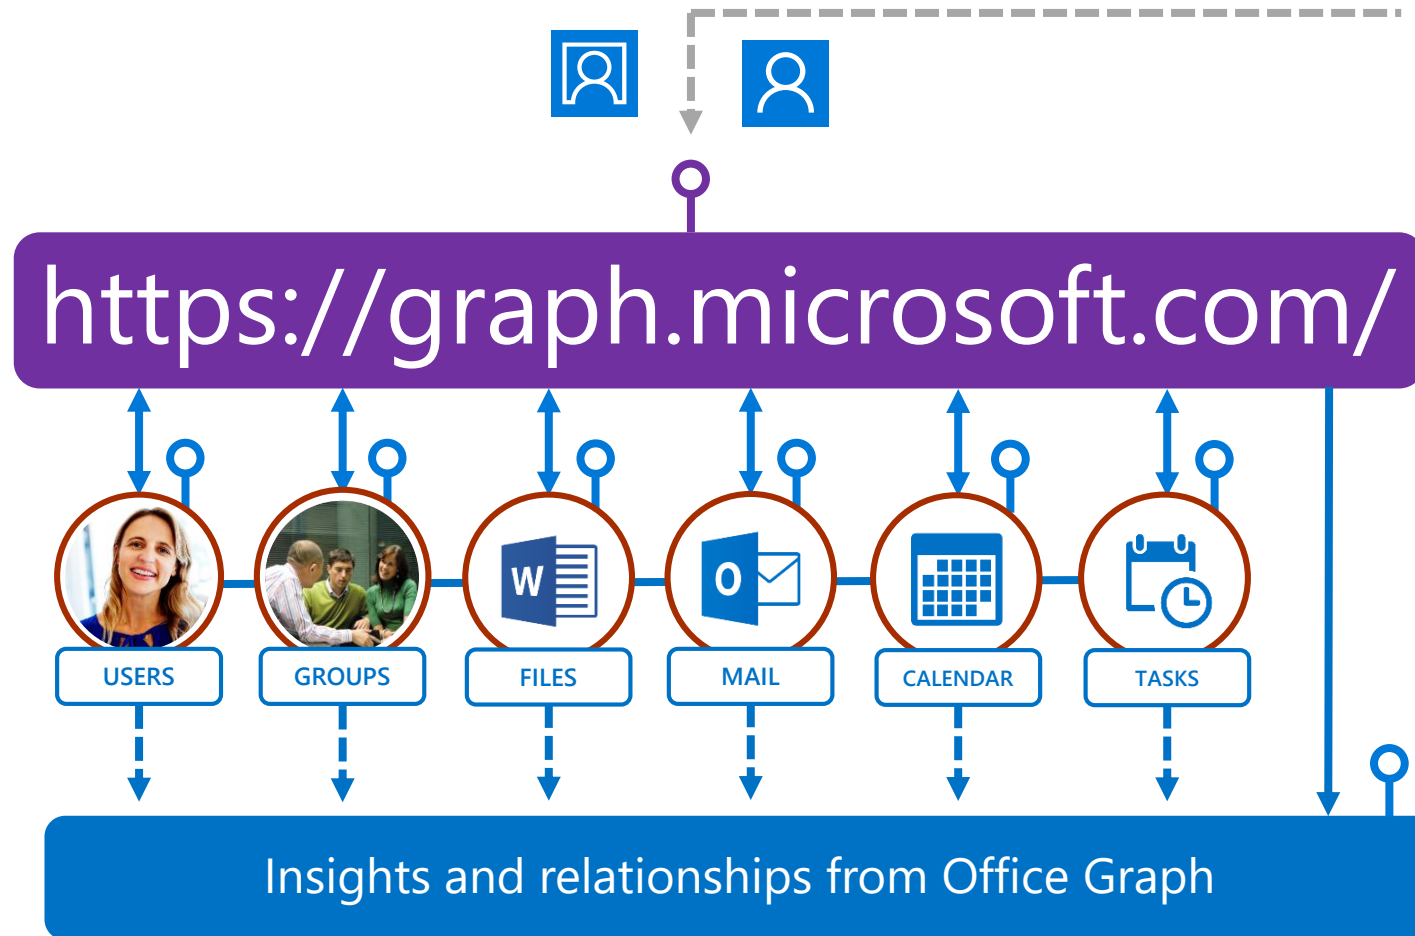 https://graph.microsoft.com/
W
O
USERS
GROUPS
FILES
MAIL
CALENDAR
TASKS
Insights and relationships from Office Graph